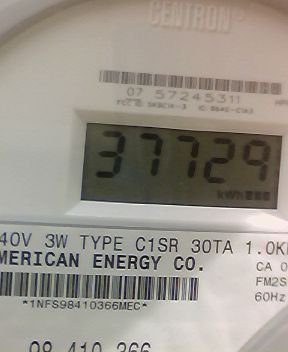 CENTRON
07 57245311
37729
kWh
40V 3W TYPE C1SR 30TA 1.0K
MERICAN ENERGY CO.
CA 0
FM2S
*1NFS98410366MEC*
60Hz
98 410 366